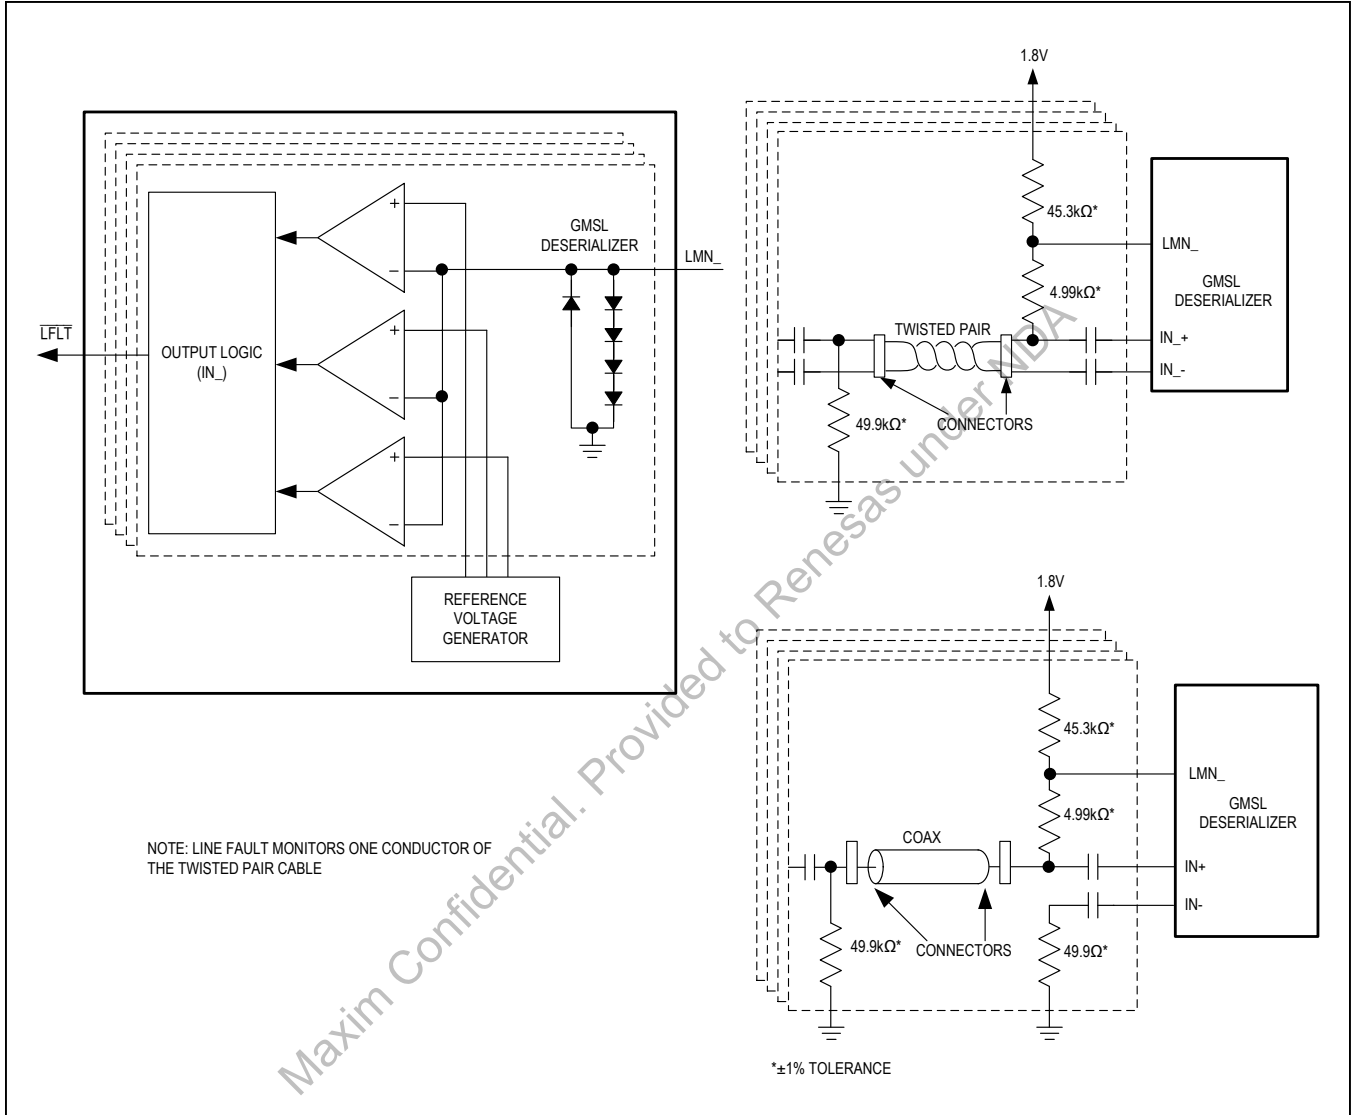 GMSL
DESERIALIZER
LMN_
LFLT
OUTPUT LOGIC
(IN_)
+
−
+
−
+
−
REFERENCE
VOLTAGE
GENERATOR
NOTE: LINE FAULT MONITORS ONE CONDUCTOR OF
THE TWISTED PAIR CABLE
1.8V
45.3kΩ*
LMN_
4.99kΩ*
GMSL
DESERIALIZER
TWISTED PAIR
IN_+
IN_-
49.9kΩ*
CONNECTORS
1.8V
45.3kΩ*
LMN_
4.99kΩ*
GMSL
DESERIALIZER
COAX
IN+
IN-
49.9kΩ*
CONNECTORS
49.9Ω*
*±1% TOLERANCE
Maxim Confidential. Provided to Renesas under NDA